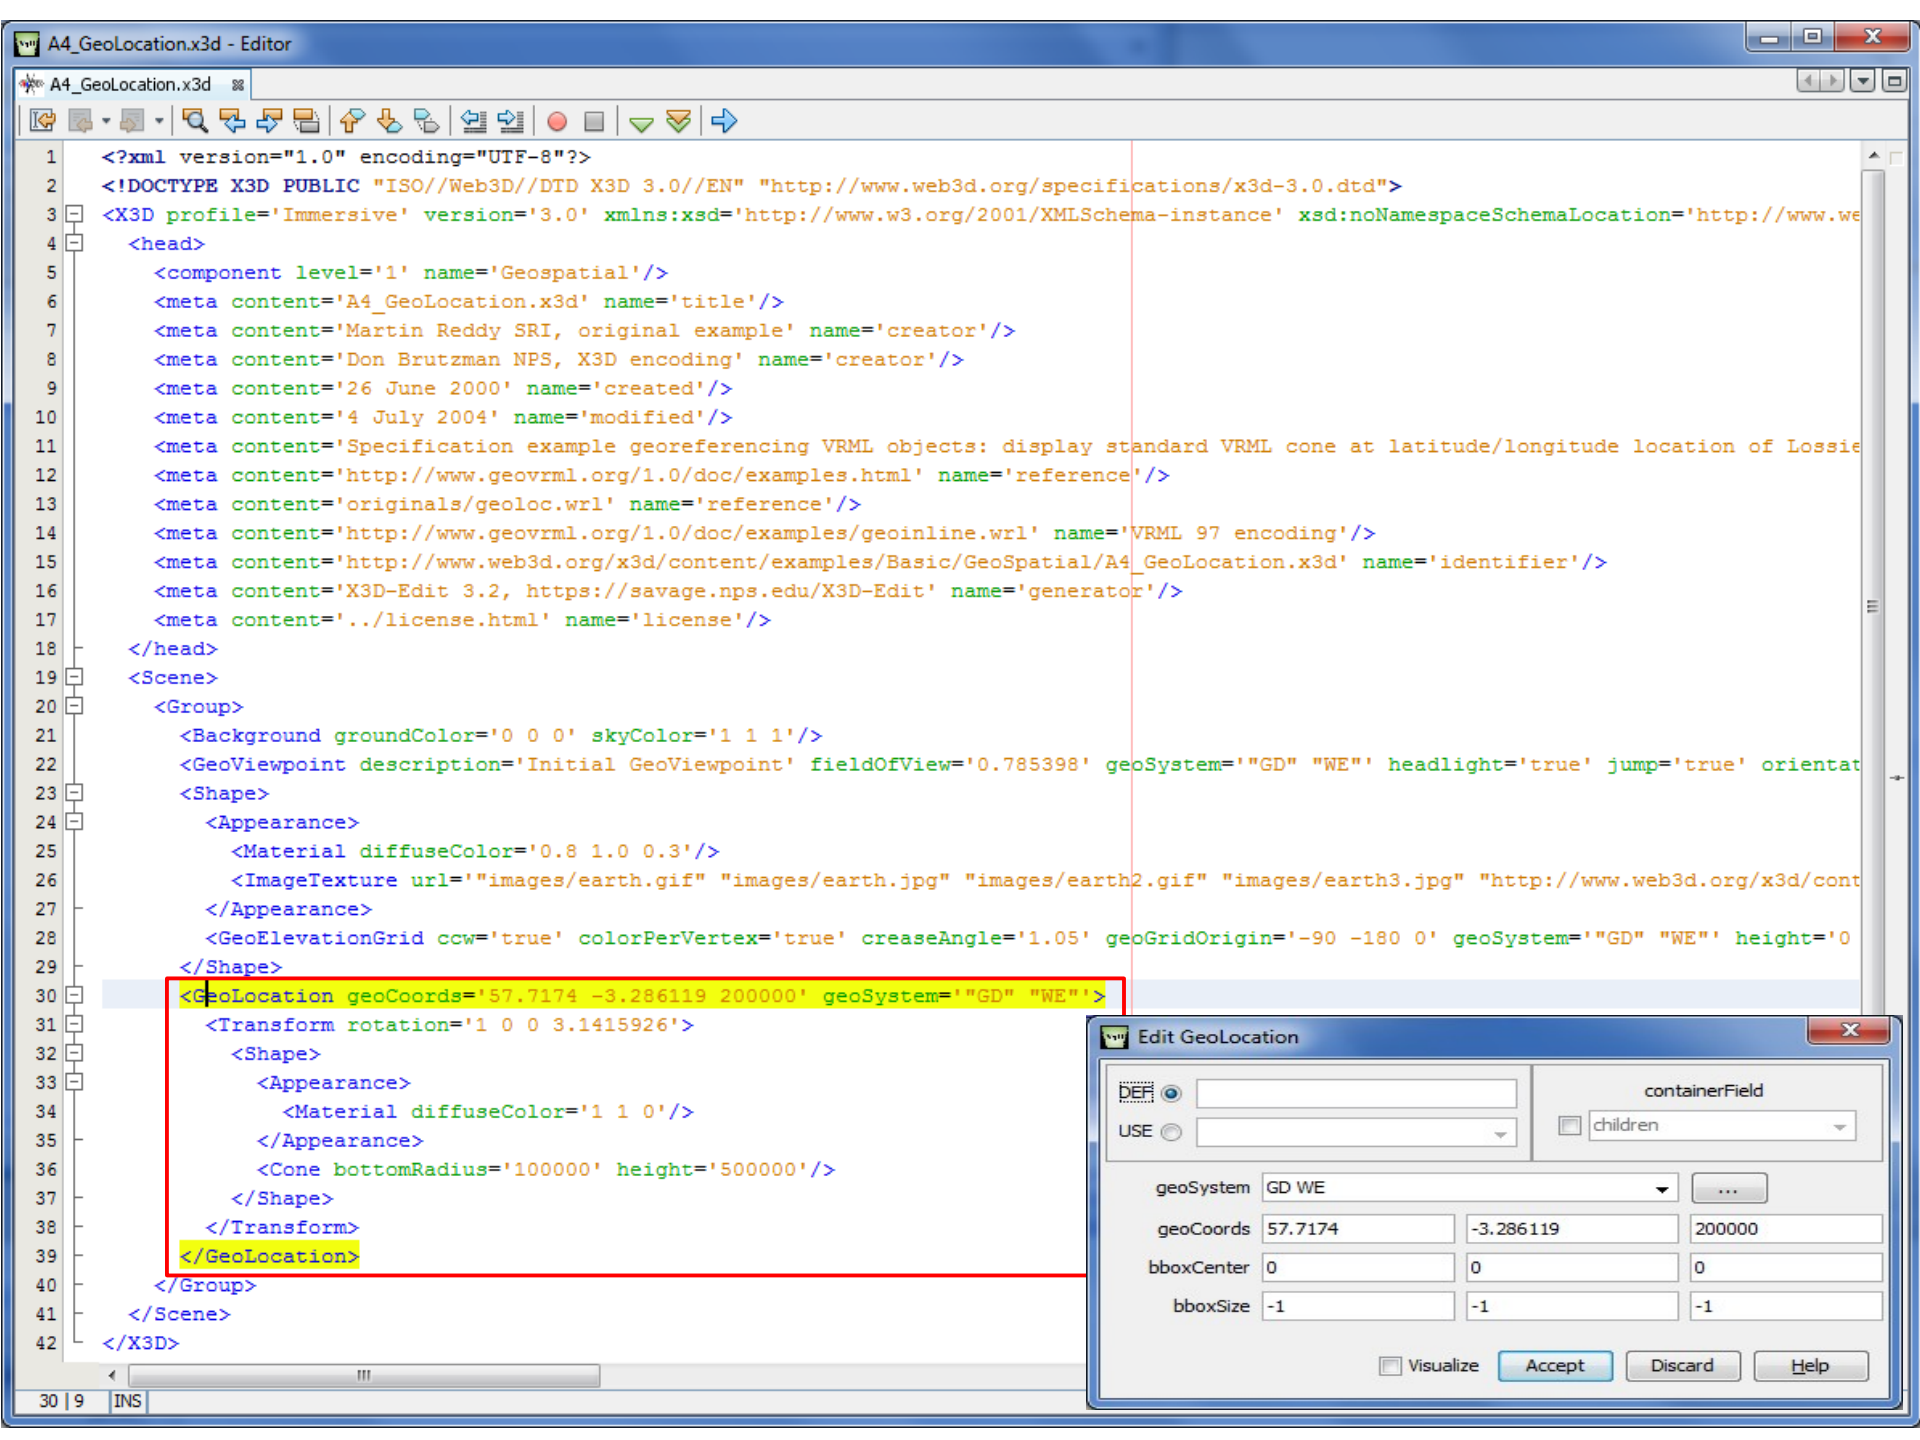 A4_GeoLocation.x3d - Editor
A4_GeoLocation.x3d
1 <?xml version="1.0" encoding="UTF-8"?>
2 <!DOCTYPE X3D PUBLIC "ISO//Web3D//DTD X3D 3.0//EN" "http://www.web3d.org/specifications/x3d-3.0.dtd">
3 <X3D profile='Immersive' version='3.0' xmlns:xsd='http://www.w3.org/2001/XMLSchema-instance' xsd:noNamespaceSchemaLocation='http://www.we
4 <head>
5 <component level='1' name='Geospatial'/>
6 <meta content='A4_GeoLocation.x3d' name='title'/>
7 <meta content='Martin Reddy SRI, original example' name='creator'/>
8 <meta content='Don Brutzman NPS, X3D encoding' name='creator'/>
9 <meta content='26 June 2000' name='created'/>
10 <meta content='4 July 2004' name='modified'/>
11 <meta content='Specification example georeferencing VRML objects: display standard VRML cone at latitude/longitude location of Lossie
12 <meta content='http://www.geovrml.org/1.0/doc/examples.html' name='reference'/>
13 <meta content='originals/geoloc.wrl' name='reference'/>
14 <meta content='http://www.geovrml.org/1.0/doc/examples/geoinline.wrl' name='VRML 97 encoding'/>
15 <meta content='http://www.web3d.org/x3d/content/examples/Basic/GeoSpatial/A4_GeoLocation.x3d' name='identifier'/>
16 <meta content='X3D-Edit 3.2, https://savage.nps.edu/X3D-Edit' name='generator'/>
17 <meta content='../license.html' name='license'/>
18 </head>
19 <Scene>
20 <Group>
21 <Background groundColor='0 0 0' skyColor='1 1 1'/>
22 <GeoViewpoint description='Initial GeoViewpoint' fieldOfView='0.785398' geoSystem='"GD" "WE"' headlight='true' jump='true' orientat
23 <Shape>
24 <Appearance>
25 <Material diffuseColor='0.8 1.0 0.3'/>
26 <ImageTexture url='"images/earth.gif" "images/earth.jpg" "images/earth2.gif" "images/earth3.jpg" "http://www.web3d.org/x3d/cont
27 </Appearance>
28 <GeoElevationGrid ccw='true' colorPerVertex='true' creaseAngle='1.05' geoGridOrigin='-90 -180 0' geoSystem='"GD" "WE"' height='0
29 </Shape>
30 <GeoLocation geoCoords='57.7174 -3.286119 200000' geoSystem='"GD" "WE"'>
31 <Transform rotation='1 0 0 3.1415926'>
32 <Shape>
33 <Appearance>
34 <Material diffuseColor='1 1 0'/>
35 </Appearance>
36 <Cone bottomRadius='100000' height='500000'/>
37 </Shape>
38 </Transform>
39 </GeoLocation>
40 </Group>
41 </Scene>
42 </X3D>
30 | 9 INS
Edit GeoLocation
DEF
containerField
USE
children
geoSystem GD WE ...
geoCoords 57.7174 -3.286119 200000
bboxCenter 0 0 0
bboxSize -1 -1 -1
Visualize Accept Discard Help